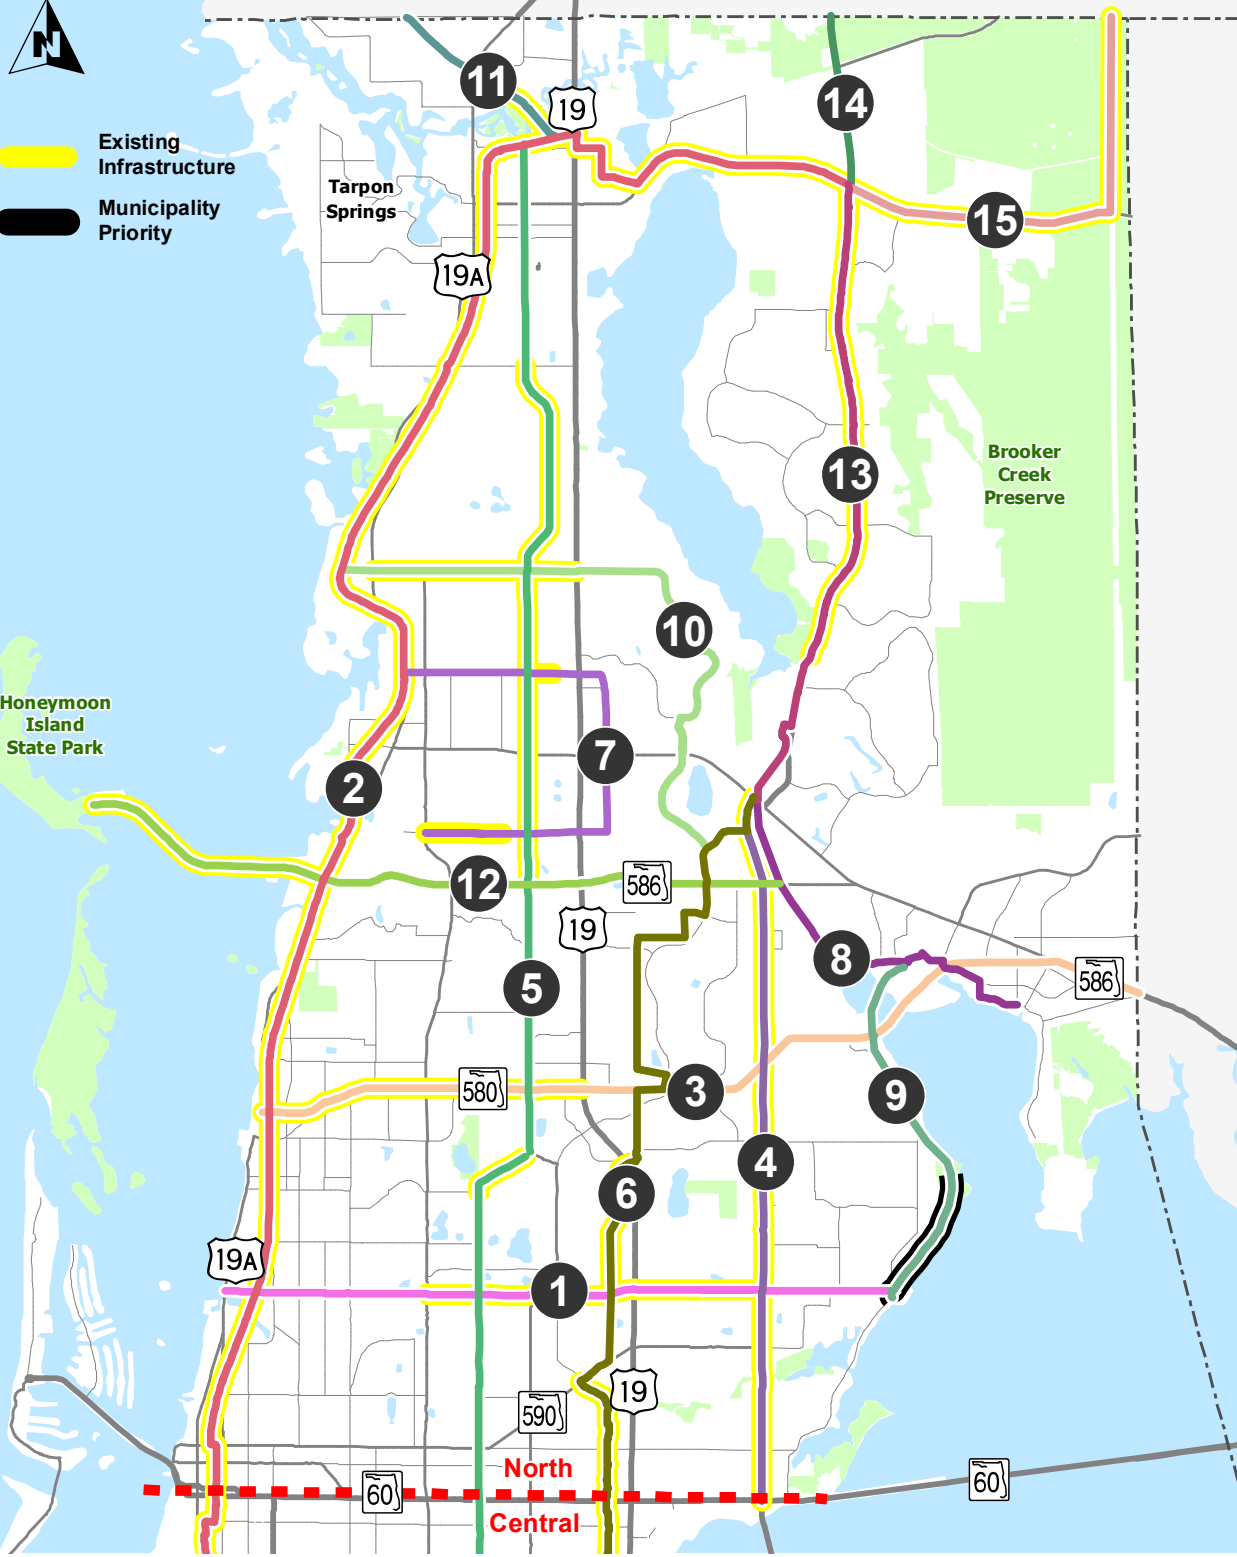 N
11
19
14
Existing
Infrastructure
Tarpon
Springs
Municipality
Priority
15
19A
13
Brooker
Creek
Preserve
10
Honeymoon
Island
State Park
7
2
12
586
19
8
586
5
580
3
9
4
6
19A
1
19
590
North
60
60
Central